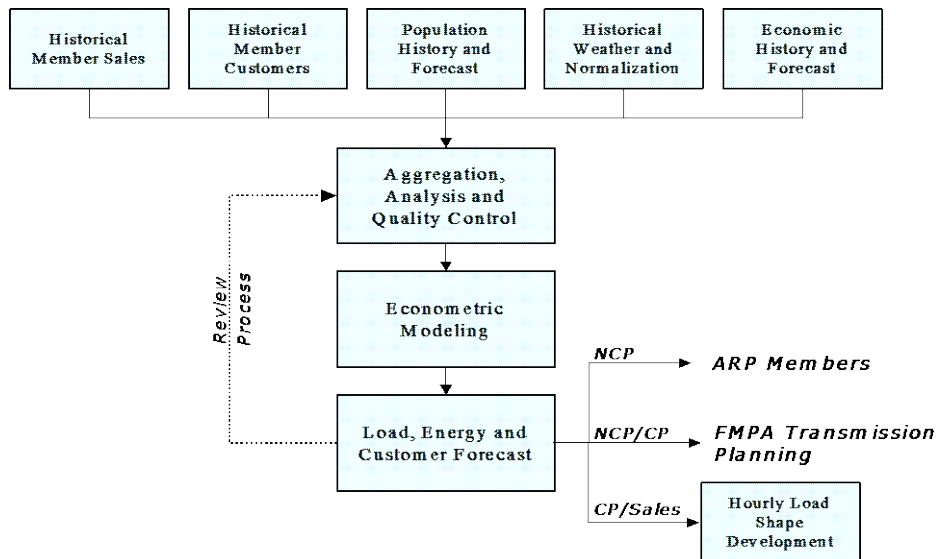 Historical
Member Sales
Historical
Member
Customers
Population
History and
Forecast
Historical
Weather and
Normalization
Economic
History and
Forecast
Aggregation,
Analysis and
Quality Control
Review
Process
Econometric
Modeling
NCP
ARP Members
Load, Energy and
Customer Forecast
NCP/CP
FMPA Transmission
Planning
CP/Sales
Hourly Load
Shape
Development